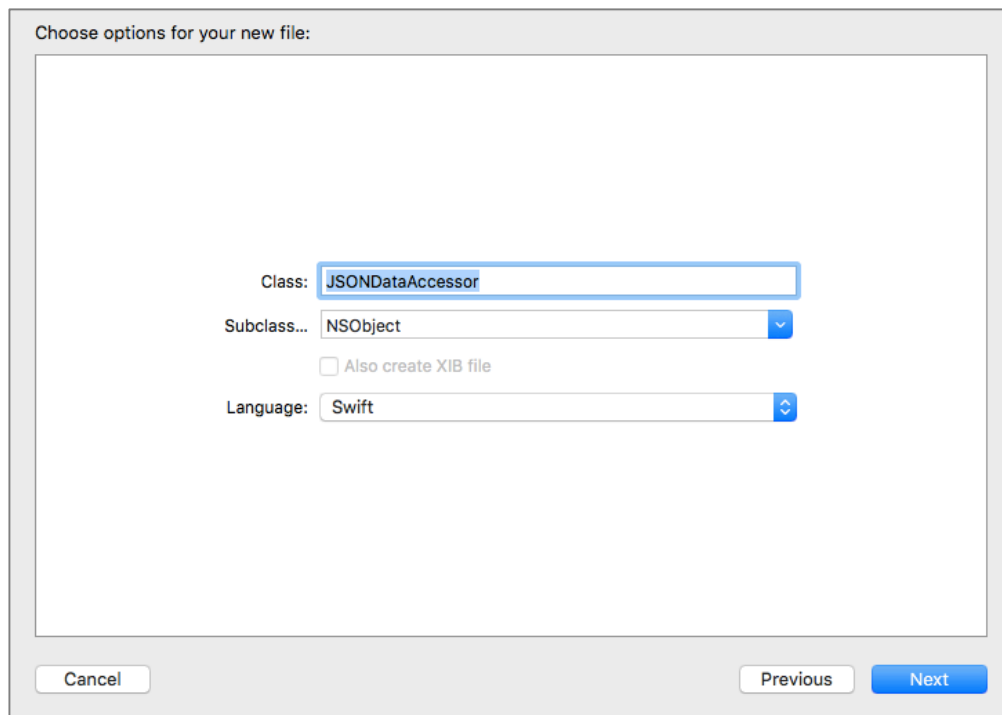 Choose options for your new file:
Class: JSONDataAccessor
Subclass... NSObject
Also create XIB file
Language: Swift
Cancel Previous Next